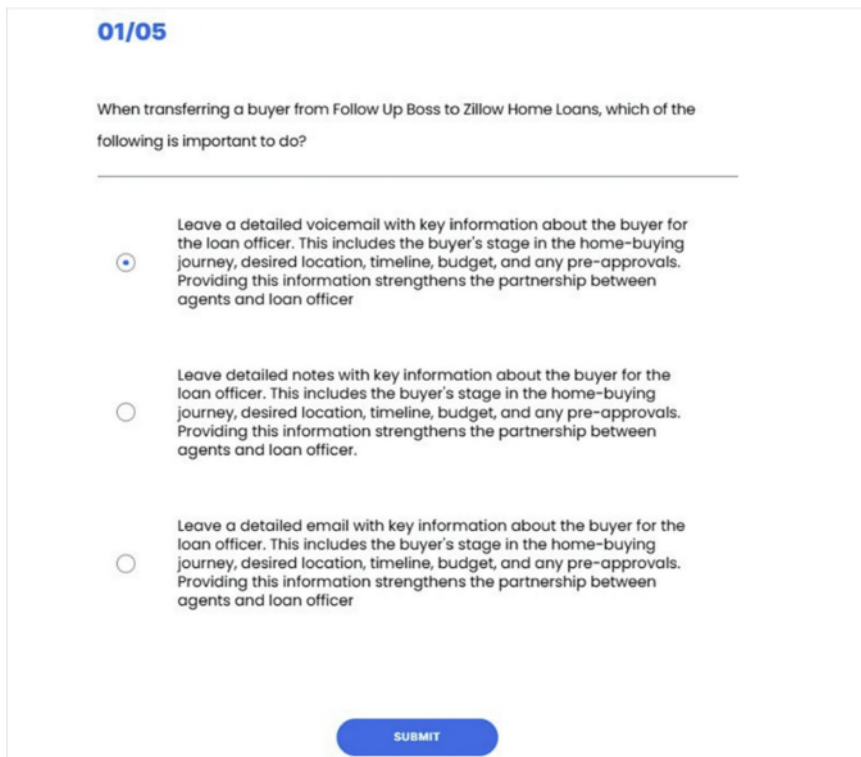 01/05
When transferring a buyer from Follow Up Boss to Zillow Home Loans, which of the
following is important to do?
Leave a detailed voicemail with key information about the buyer for
the loan officer. This includes the buyer's stage in the home-buying
journey, desired location, timeline, budget, and any pre-approvals.
Providing this information strengthens the partnership between
agents and loan officer
Leave detailed notes with key information about the buyer for the
loan officer. This includes the buyer's stage in the home-buying
journey, desired location, timeline, budget, and any pre-approvals.
Providing this information strengthens the partnership between
agents and loan officer.
Leave a detailed email with key information about the buyer for the
loan officer. This includes the buyer's stage in the home-buying
journey, desired location, timeline, budget, and any pre-approvals.
Providing this information strengthens the partnership between
agents and loan officer
SUBMIT